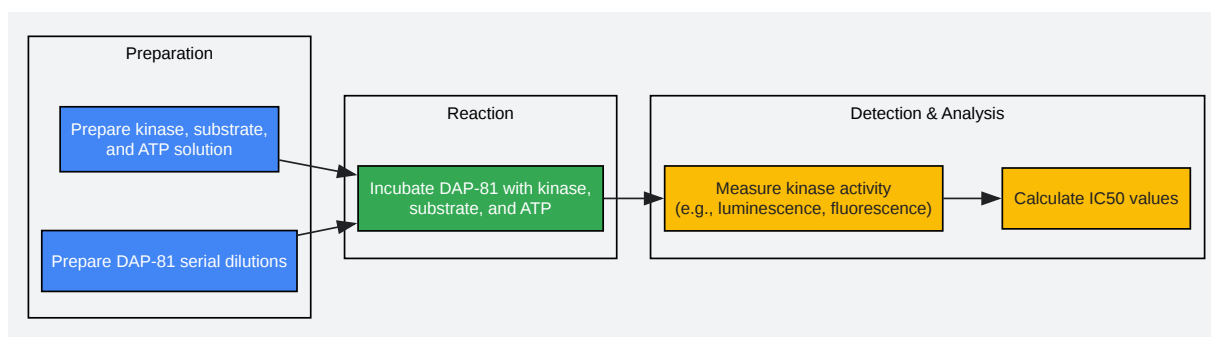 Preparation
Prepare kinase, substrate,
and ATP solution
Prepare DAP-81 serial dilutions
Reaction
Incubate DAP-81 with kinase,
substrate, and ATP
Detection & Analysis
Measure kinase activity
(e.g., luminescence, fluorescence)
Calculate IC50 values